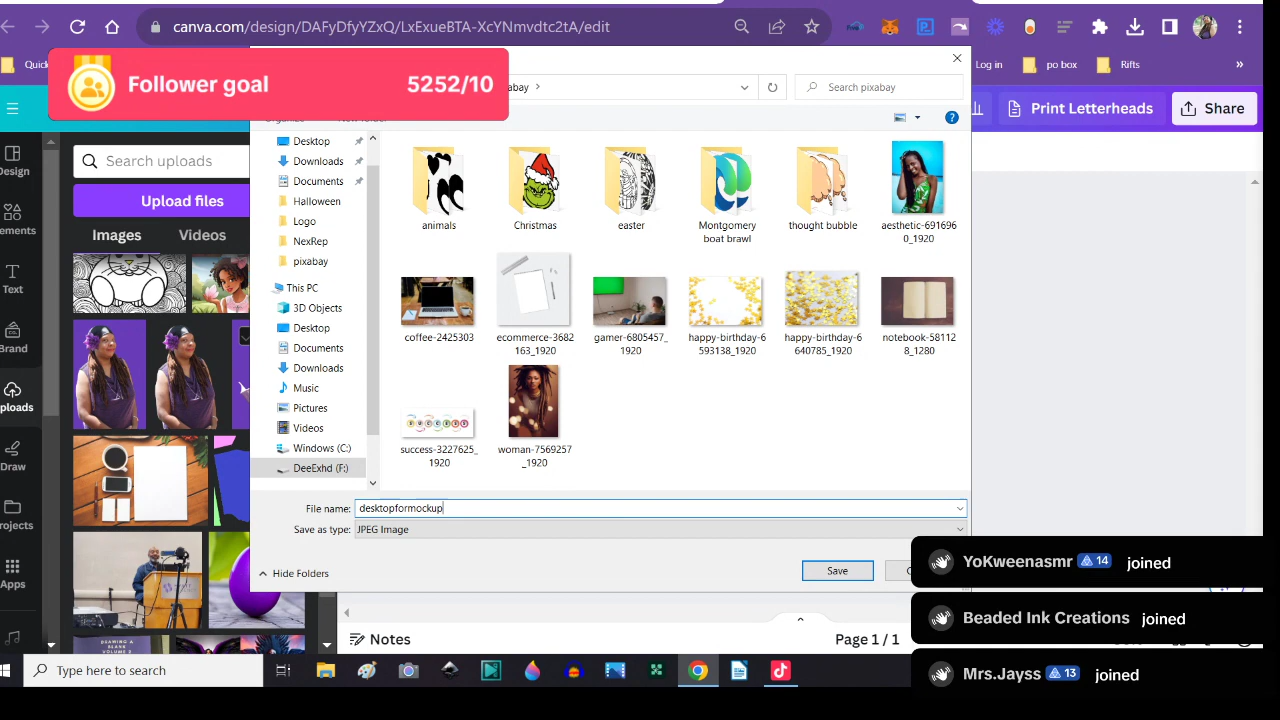 canva.com/design/DAFyDfyYZxQ/LxExueBTA-XcYNmvdtc2tA/edit
Quic
Log in
po box
Rifts
»
Follower goal 5252/10
abay
Search pixabay
Print Letterheads
Share
Design
Search uploads
Upload files
Images
Videos
ements
Text
Brand
ploads
Draw
rojects
Apps
Desktop
Downloads
Documents
Halloween
Logo
NexRep
pixabay
This PC
3D Objects
Desktop
Documents
Downloads
Music
Pictures
Videos
Windows (C:)
DeeExhd (F:)
animals
Christmas
easter
Montgomery
boat brawl
thought bubble
aesthetic-691696
0_1920
coffee-2425303
ecommerce-3682
163_1920
gamer-6805457_
1920
happy-birthday-6
593138_1920
happy-birthday-6
640785_1920
notebook-58112
8_1280
success-3227625_
1920
woman-7569257
_1920
File name: desktopformockup
Save as type: JPEG Image
Hide Folders
Save
C
YoKweenasmr 14 joined
Beaded Ink Creations joined
Mrs.Jayss 13 joined
Notes
Page 1 / 1
Type here to search